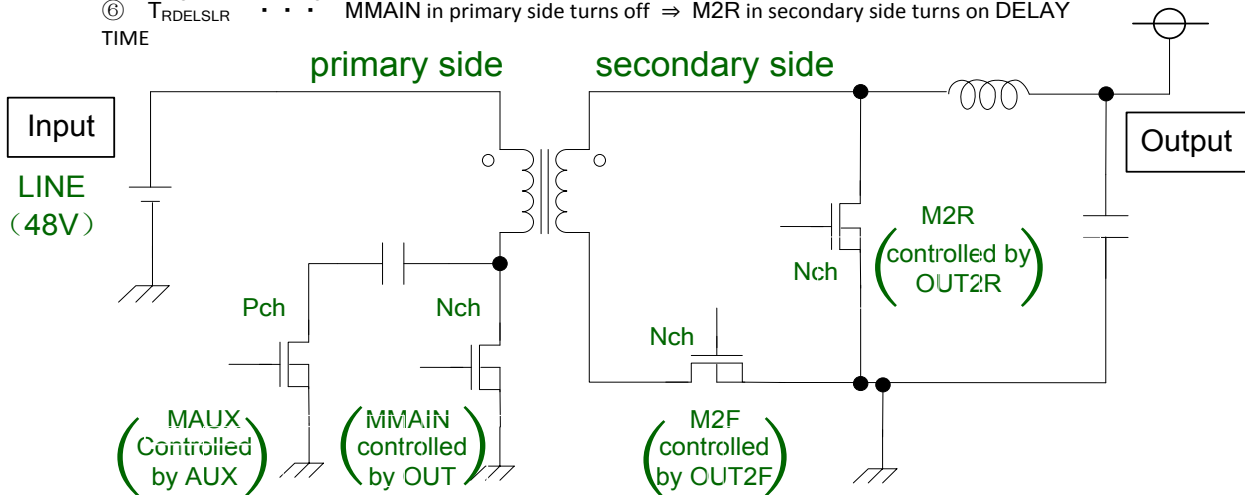 ⑥ TRDELSLR ・・・ MMAIN in primary side turns off ⇒ M2R in secondary side turns on DELAY
TIME
primary side
secondary side
Input
Output
LINE
(48V)
M2R
(controlled by
OUT2R)
Nch
Pch
Nch
Nch
(MAUX
Controlled
by AUX)
(MMAIN
controlled
by OUT)
(M2F
controlled
by OUT2F)